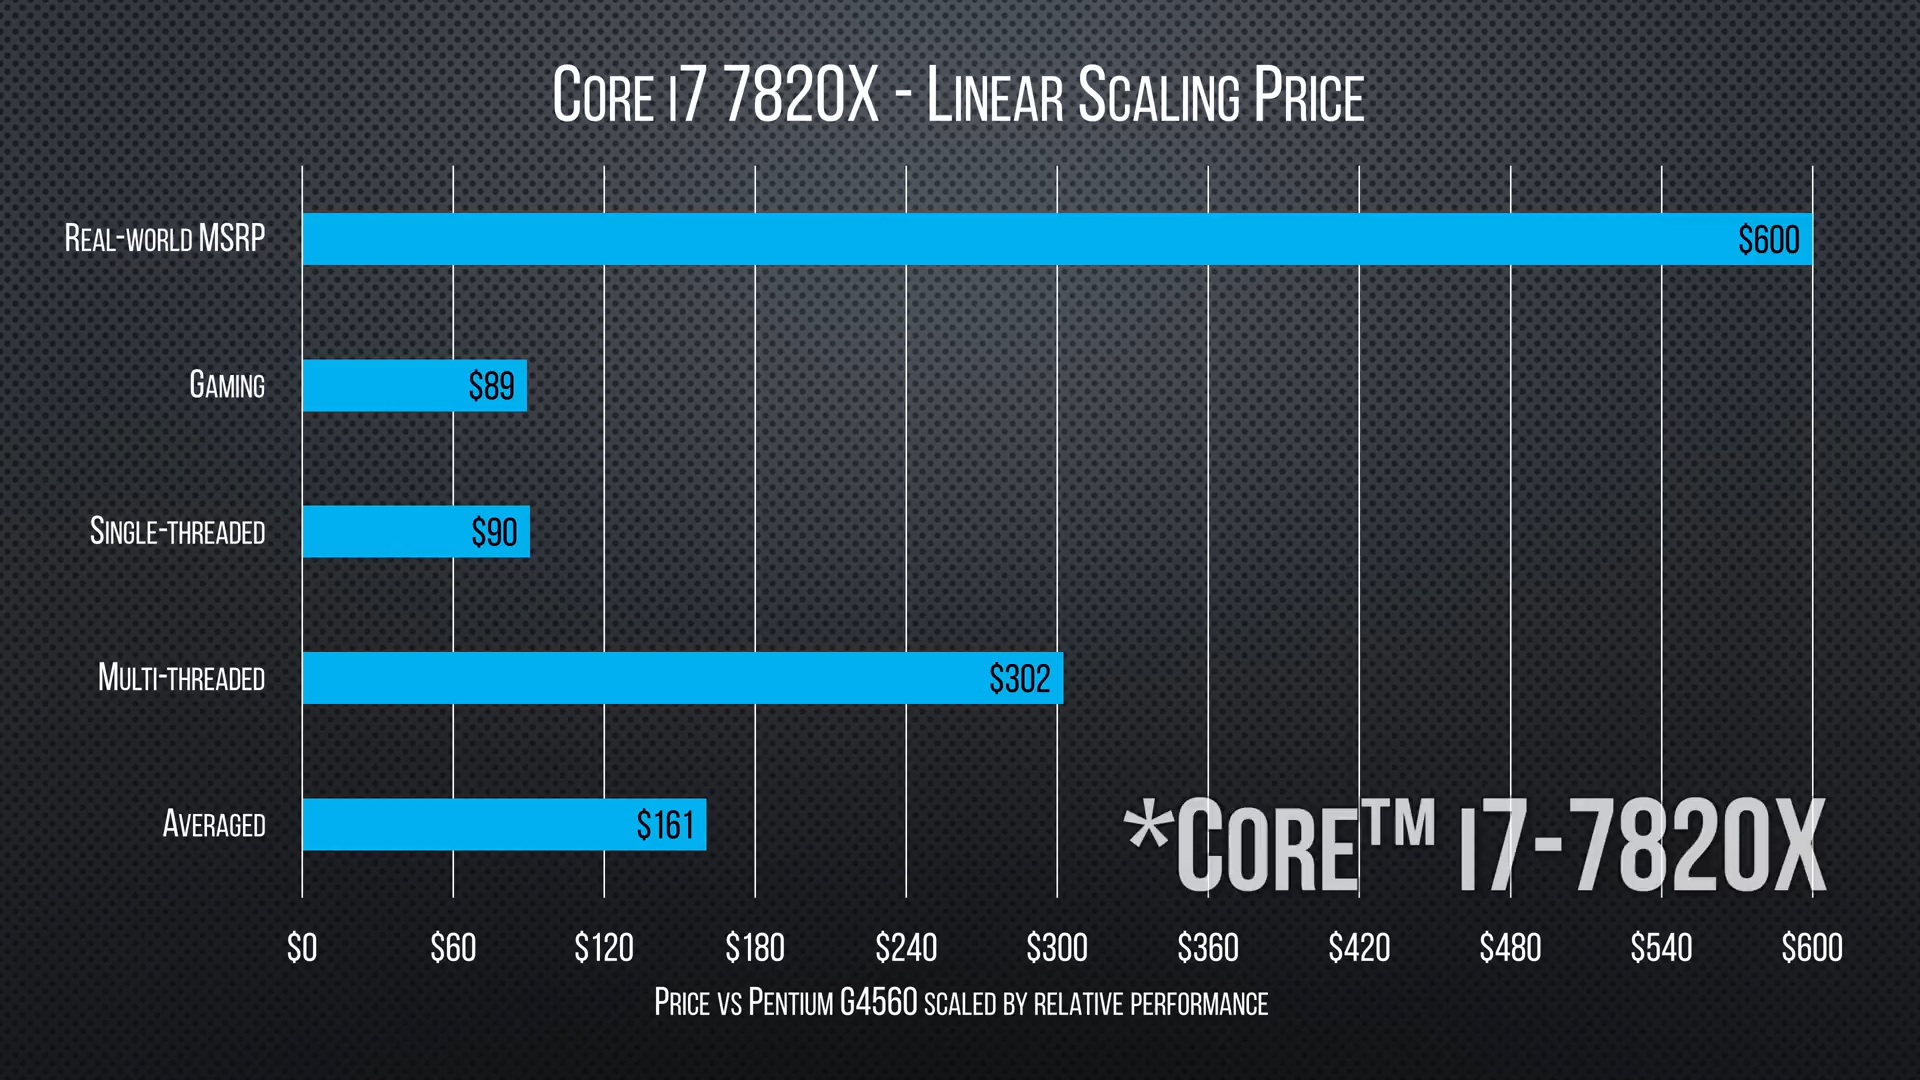 Core i7 7820X - Linear Scaling Price
Real-world MSRP
$600
Gaming
$89
Single-threaded
$90
Multi-threaded
$302
Averaged
$161
*Core™ i7-7820X
$0 $60 $120 $180 $240 $300 $360 $420 $480 $540 $600
Price vs Pentium G4560 scaled by relative performance